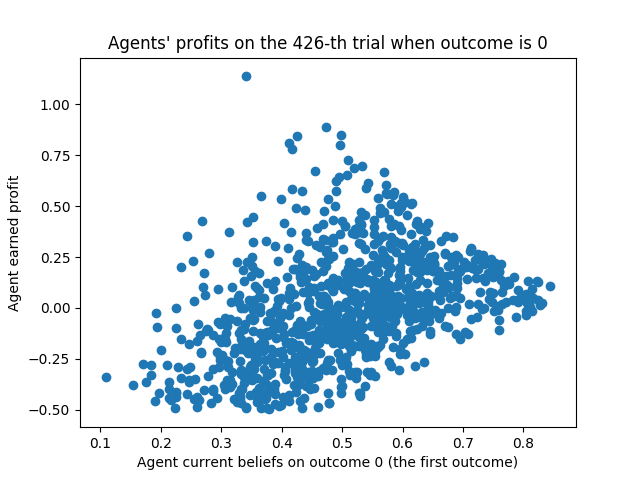 Agents' profits on the 426-th trial when outcome is 0
1.00
0.75
0.50
0.25
0.00
−0.25
−0.50
Agent earned profit
0.1 0.2 0.3 0.4 0.5 0.6 0.7 0.8
Agent current beliefs on outcome 0 (the first outcome)